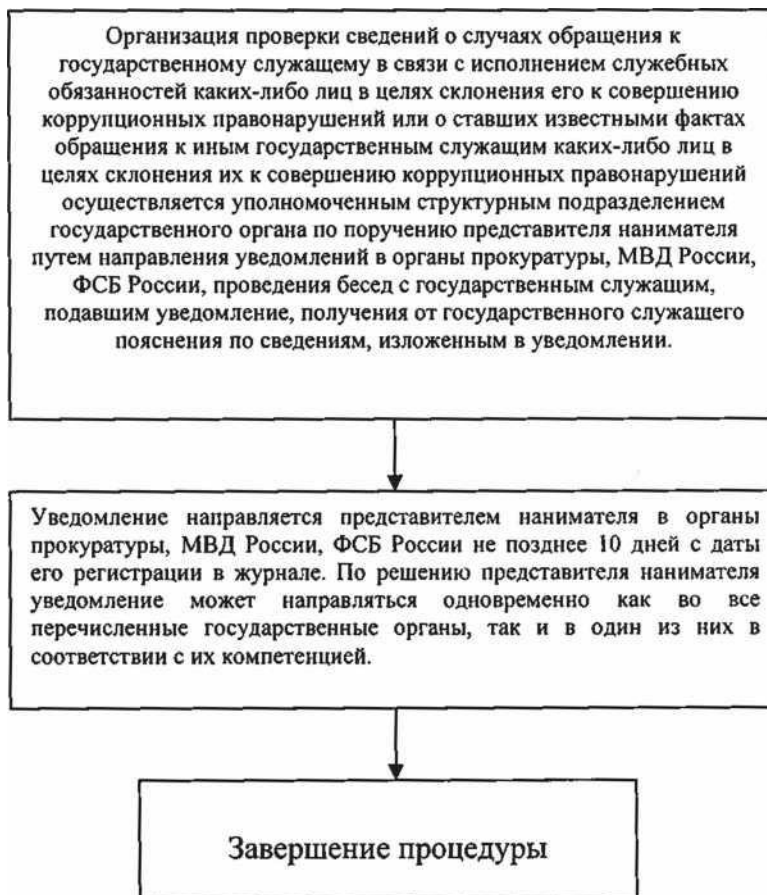 Организация проверки сведений о случаях обращения к
государственному служащему в связи с исполнением служебных
обязанностей каких-либо лиц в целях склонения его к совершению
коррупционных правонарушений или о ставших известными фактах
обращения к иным государственным служащим каких-либо лиц в
целях склонения их к совершению коррупционных правонарушений
осуществляется уполномоченным структурным подразделением
государственного органа по поручению представителя нанимателя
путем направления уведомлений в органы прокуратуры, МВД России,
ФСБ России, проведения бесед с государственным служащим,
подавшим уведомление, получения от государственного служащего
пояснения по сведениям, изложенным в уведомлении.
Уведомление направляется представителем нанимателя в органы
прокуратуры, МВД России, ФСБ России не позднее 10 дней с даты
его регистрации в журнале. По решению представителя нанимателя
уведомление может направляться одновременно как во все
перечисленные государственные органы, так и в один из них в
соответствии с их компетенцией.
Завершение процедуры